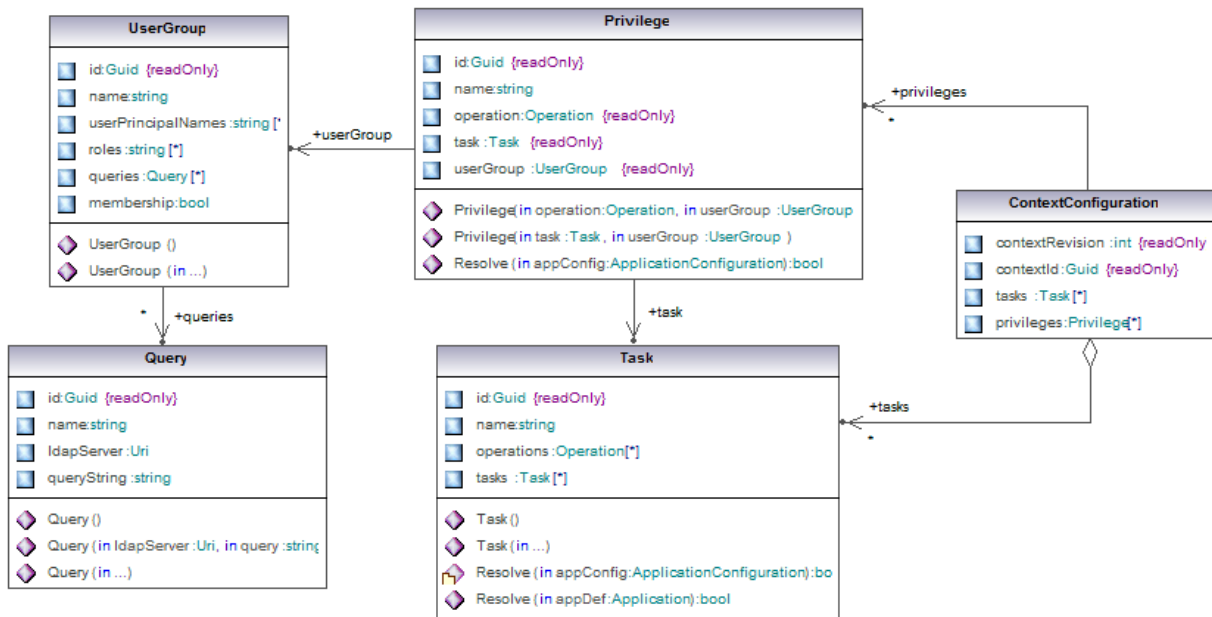 UserGroup
id:Guid {readOnly}
name:string
userPrincipalNames :string [*
roles :string [*]
queries :Query [*]
membership:bool
UserGroup ()
UserGroup (in ...)
+userGroup
Privilege
id:Guid {readOnly}
name:string
operation:Operation {readOnly}
task :Task {readOnly}
userGroup :UserGroup {readOnly}
Privilege(in operation:Operation, in userGroup :UserGroup
Privilege(in task :Task , in userGroup :UserGroup )
Resolve (in appConfig:ApplicationConfiguration):bool
+privileges
*
ContextConfiguration
contextRevision :int {readOnly
contextId:Guid {readOnly}
tasks :Task [*]
privileges:Privilege[*]
* +queries
+task
Query
id:Guid {readOnly}
name:string
ldapServer :Uri
queryString :string
Query ()
Query (in ldapServer :Uri, in query :string
Query (in ...)
Task
id:Guid {readOnly}
name:string
operations :Operation[*]
tasks :Task [*]
Task ()
Task (in ...)
Resolve (in appConfig:ApplicationConfiguration):bo
Resolve (in appDef:Application):bool
+tasks
*